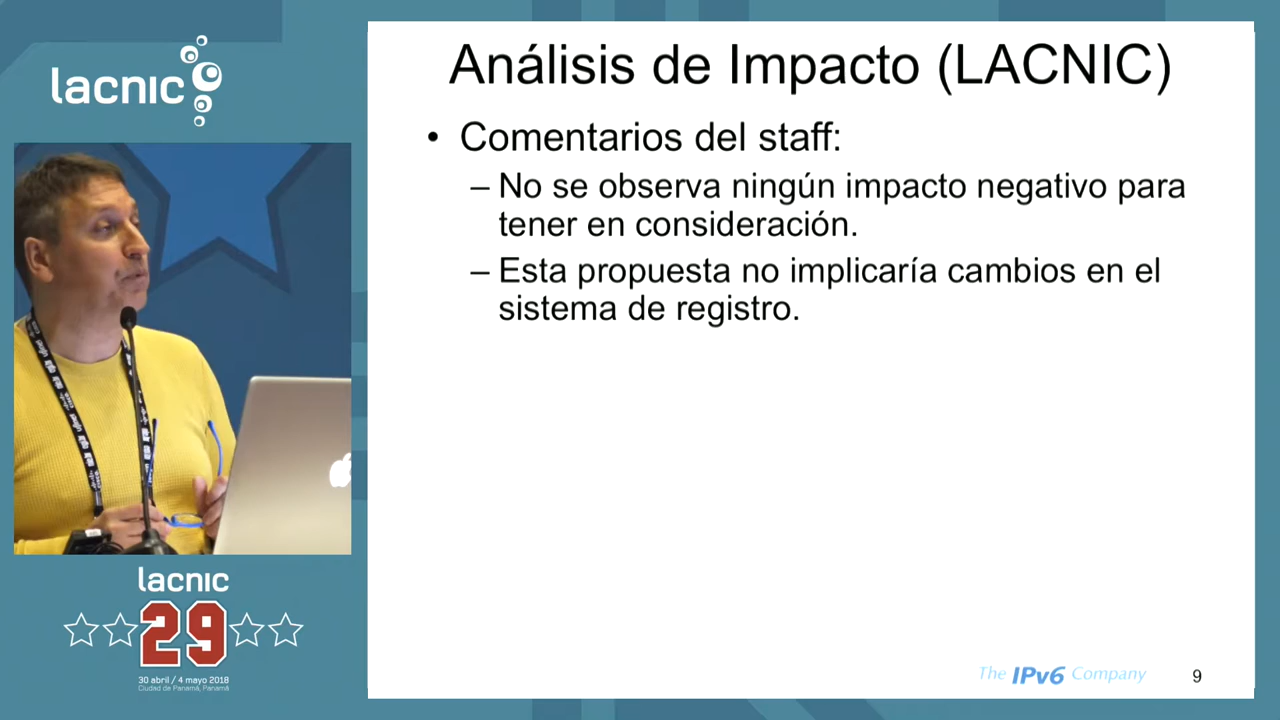 lacnic
Análisis de Impacto (LACNIC)
• Comentarios del staff:
– No se observa ningún impacto negativo para
tener en consideración.
– Esta propuesta no implicaría cambios en el
sistema de registro.
lacnic
29
30 abril / 4 mayo 2018
Ciudad de Panamá, Panamá
The IPv6 Company
9